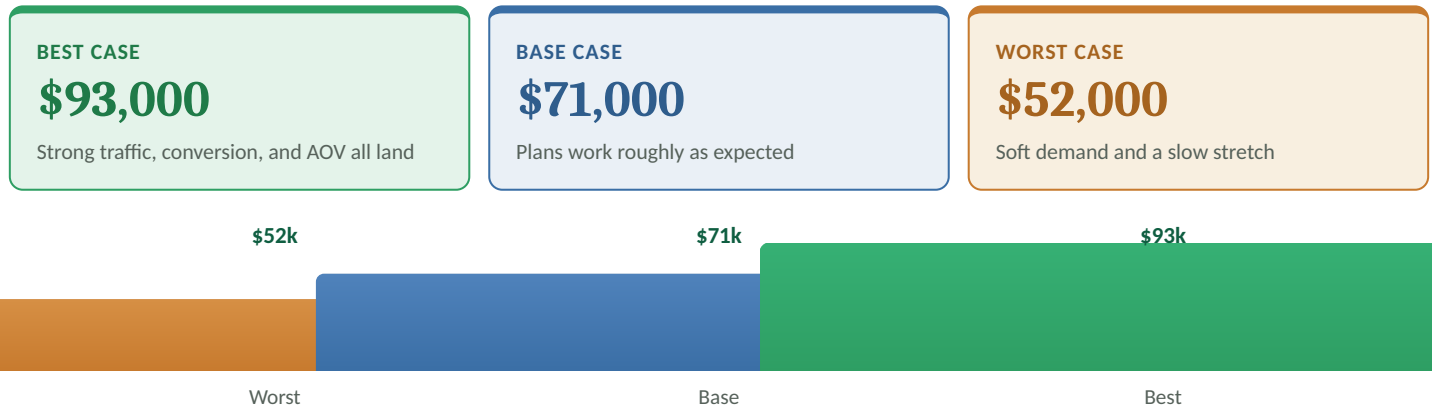 BEST CASE
$93,000
Strong traffic, conversion, and AOV all land
BASE CASE
$71,000
Plans work roughly as expected
WORST CASE
$52,000
Soft demand and a slow stretch
$52k
$71k
$93k
Worst
Base
Best